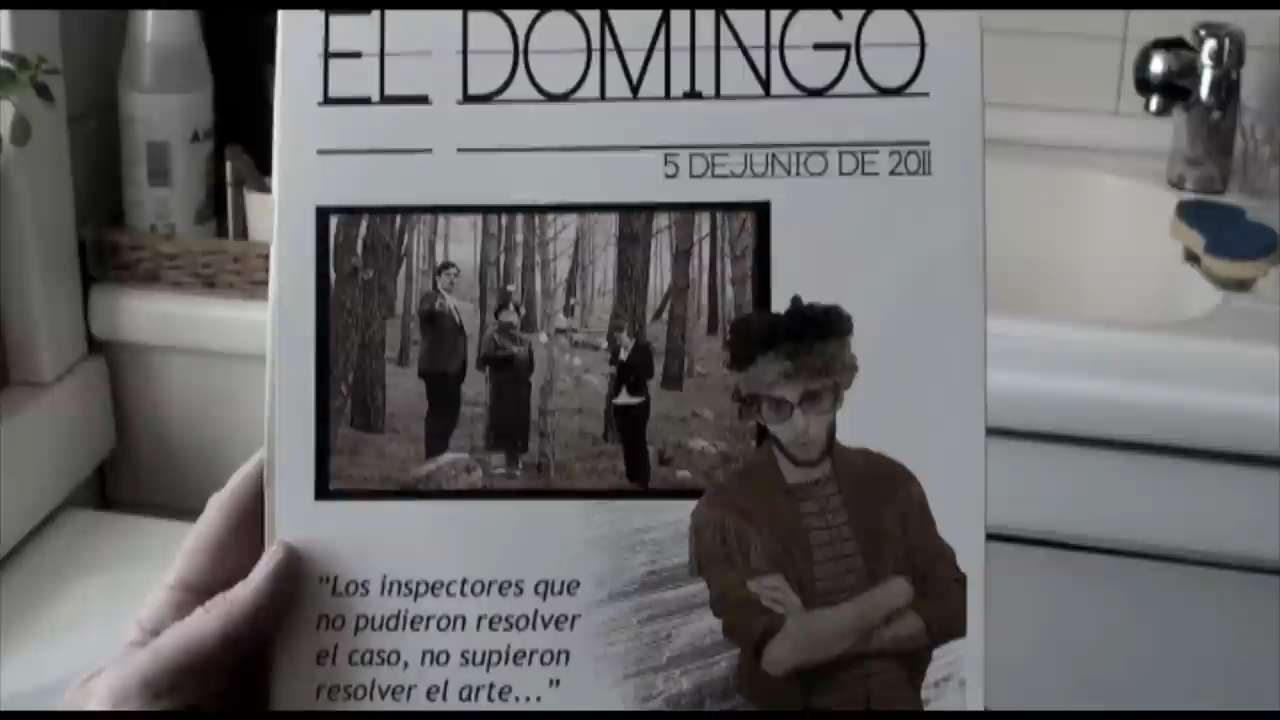 EL DOMINGO
5 DEJUNIO DE 2011
"Los inspectores que
no pudieron resolver
el caso, no supieron
resolver el arte..."